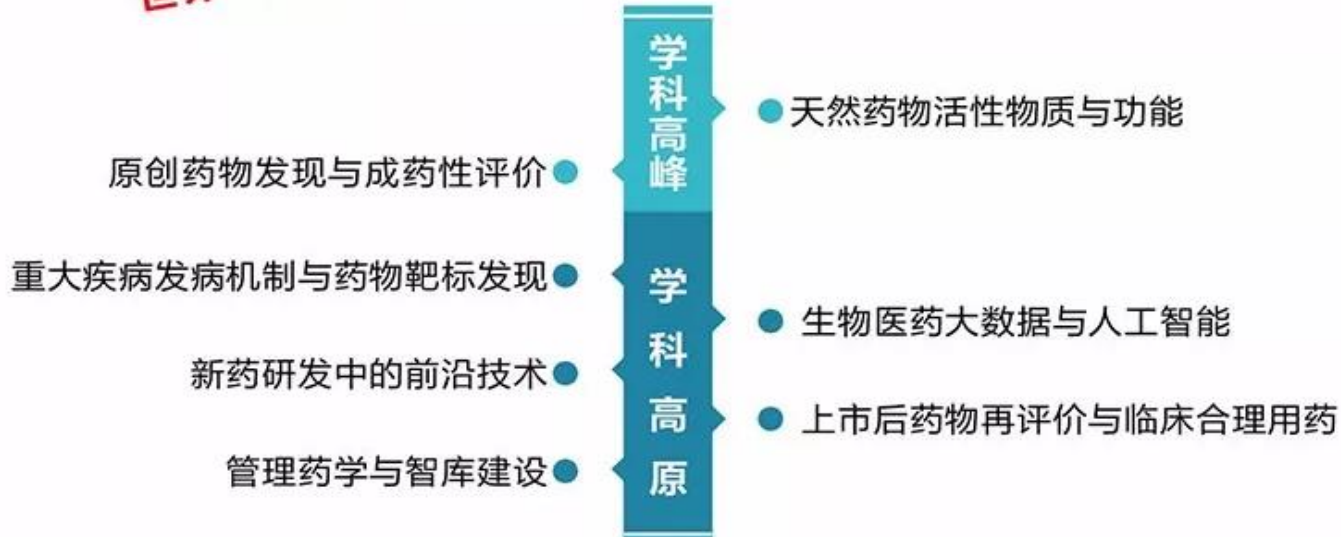 学科高峰
天然药物活性物质与功能
原创药物发现与成药性评价
学科高原
重大疾病发病机制与药物靶标发现
生物医药大数据与人工智能
新药研发中的前沿技术
上市后药物再评价与临床合理用药
管理药学与智库建设